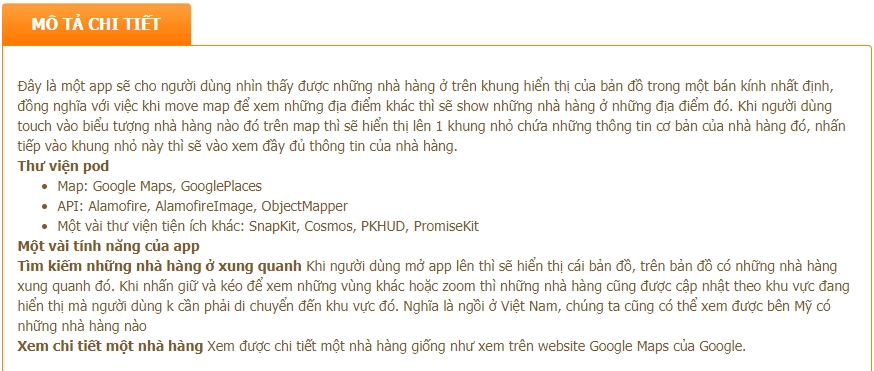 MÔ TẢ CHI TIẾT
Đây là một app sẽ cho người dùng nhìn thấy được những nhà hàng ở trên khung hiển thị của bản đồ trong một bán kính nhất định,
đồng nghĩa với việc khi move map để xem những địa điểm khác thì sẽ show những nhà hàng ở những địa điểm đó. Khi người dùng
touch vào biểu tượng nhà hàng nào đó trên map thì sẽ hiển thị lên 1 khung nhỏ chứa những thông tin cơ bản của nhà hàng đó, nhấn
tiếp vào khung nhỏ này thì sẽ vào xem đầy đủ thông tin của nhà hàng.
Thư viện pod
• Map: Google Maps, GooglePlaces
• API: Alamofire, AlamofireImage, ObjectMapper
• Một vài thư viện tiện ích khác: SnapKit, Cosmos, PKHUD, PromiseKit
Một vài tính năng của app
Tìm kiếm những nhà hàng ở xung quanh Khi người dùng mở app lên thì sẽ hiển thị cái bản đồ, trên bản đồ có những nhà hàng
xung quanh đó. Khi nhấn giữ và kéo để xem những vùng khác hoặc zoom thì những nhà hàng cũng được cập nhật theo khu vực đang
hiển thị mà người dùng k cần phải di chuyển đến khu vực đó. Nghĩa là ngồi ở Việt Nam, chúng ta cũng có thể xem được bên Mỹ có
những nhà hàng nào
Xem chi tiết một nhà hàng Xem được chi tiết một nhà hàng giống như xem trên website Google Maps của Google.